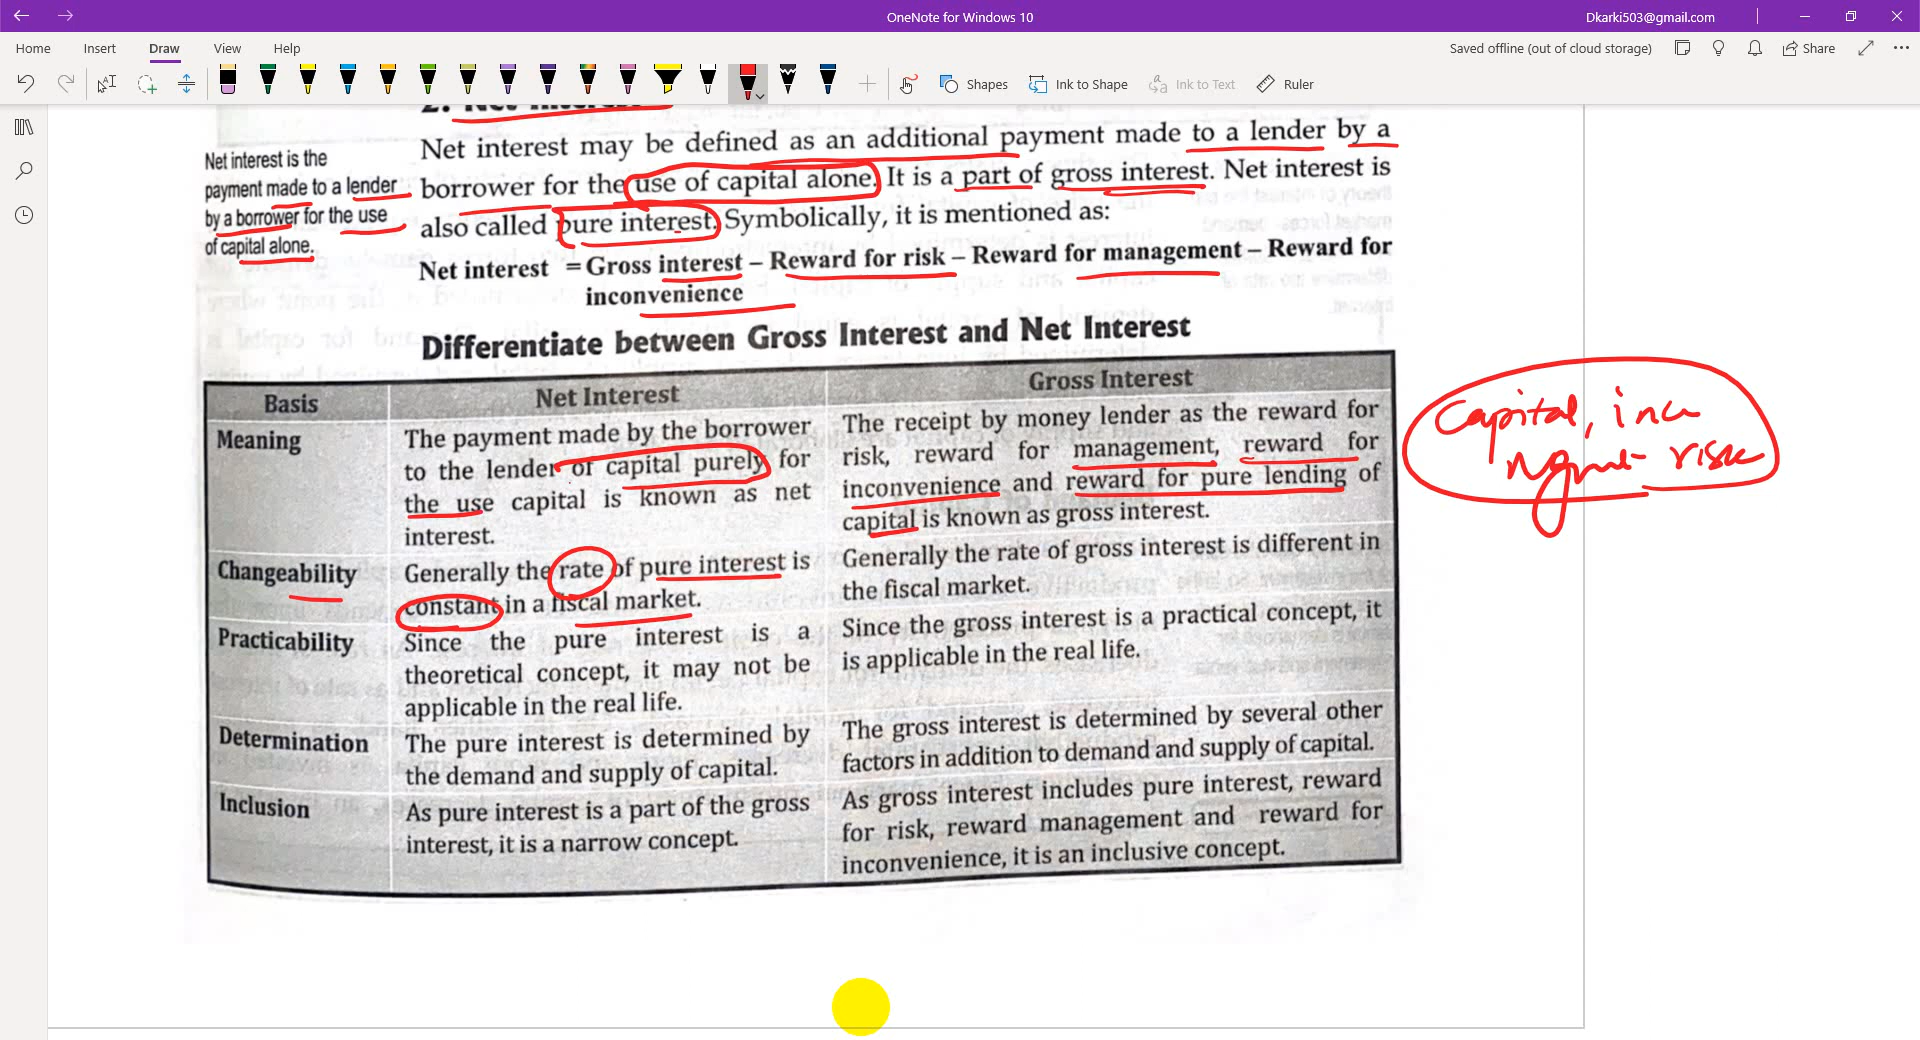 OneNote for Windows 10
Dkarki503@gmail.com
Home Insert Draw View Help
Saved offline (out of cloud storage)
Share
Shapes
Ink to Shape
Ink to Text
Ruler
Net interest is the
payment made to a lender
by a borrower for the use
of capital alone.
2. Net Interest
Net interest may be defined as an additional payment made to a lender by a
borrower for the use of capital alone. It is a part of gross interest. Net interest is
also called pure interest. Symbolically, it is mentioned as:
Net interest = Gross interest – Reward for risk – Reward for management – Reward for
inconvenience
Differentiate between Gross Interest and Net Interest
Basis
Net Interest
Gross Interest
Meaning
The payment made by the borrower
to the lender of capital purely for
the use capital is known as net
interest.
The receipt by money lender as the reward for
risk, reward for management, reward for
inconvenience and reward for pure lending of
capital is known as gross interest.
Changeability
Generally the rate of pure interest is
constant in a fiscal market.
Generally the rate of gross interest is different in
the fiscal market.
Practicability
Since the pure interest is a
theoretical concept, it may not be
applicable in the real life.
Since the gross interest is a practical concept, it
is applicable in the real life.
Determination
The pure interest is determined by
the demand and supply of capital.
The gross interest is determined by several other
factors in addition to demand and supply of capital.
Inclusion
As pure interest is a part of the gross
interest, it is a narrow concept.
As gross interest includes pure interest, reward
for risk, reward management and reward for
inconvenience, it is an inclusive concept.
Capital, inc
risk